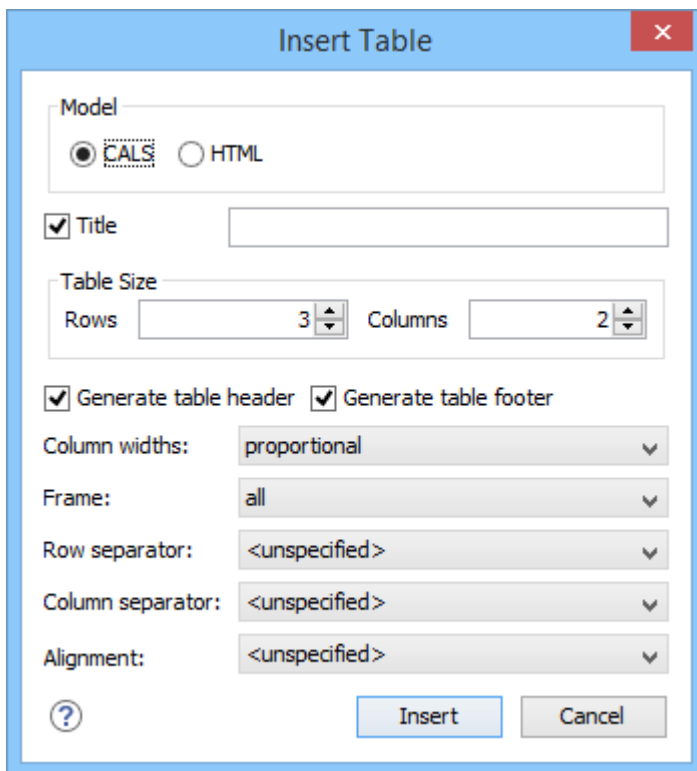 Insert Table
Model
CALS HTML
Title
Table Size
Rows 3 Columns 2
Generate table header Generate table footer
Column widths: proportional
Frame: all
Row separator: <unspecified>
Column separator: <unspecified>
Alignment: <unspecified>
? Insert Cancel